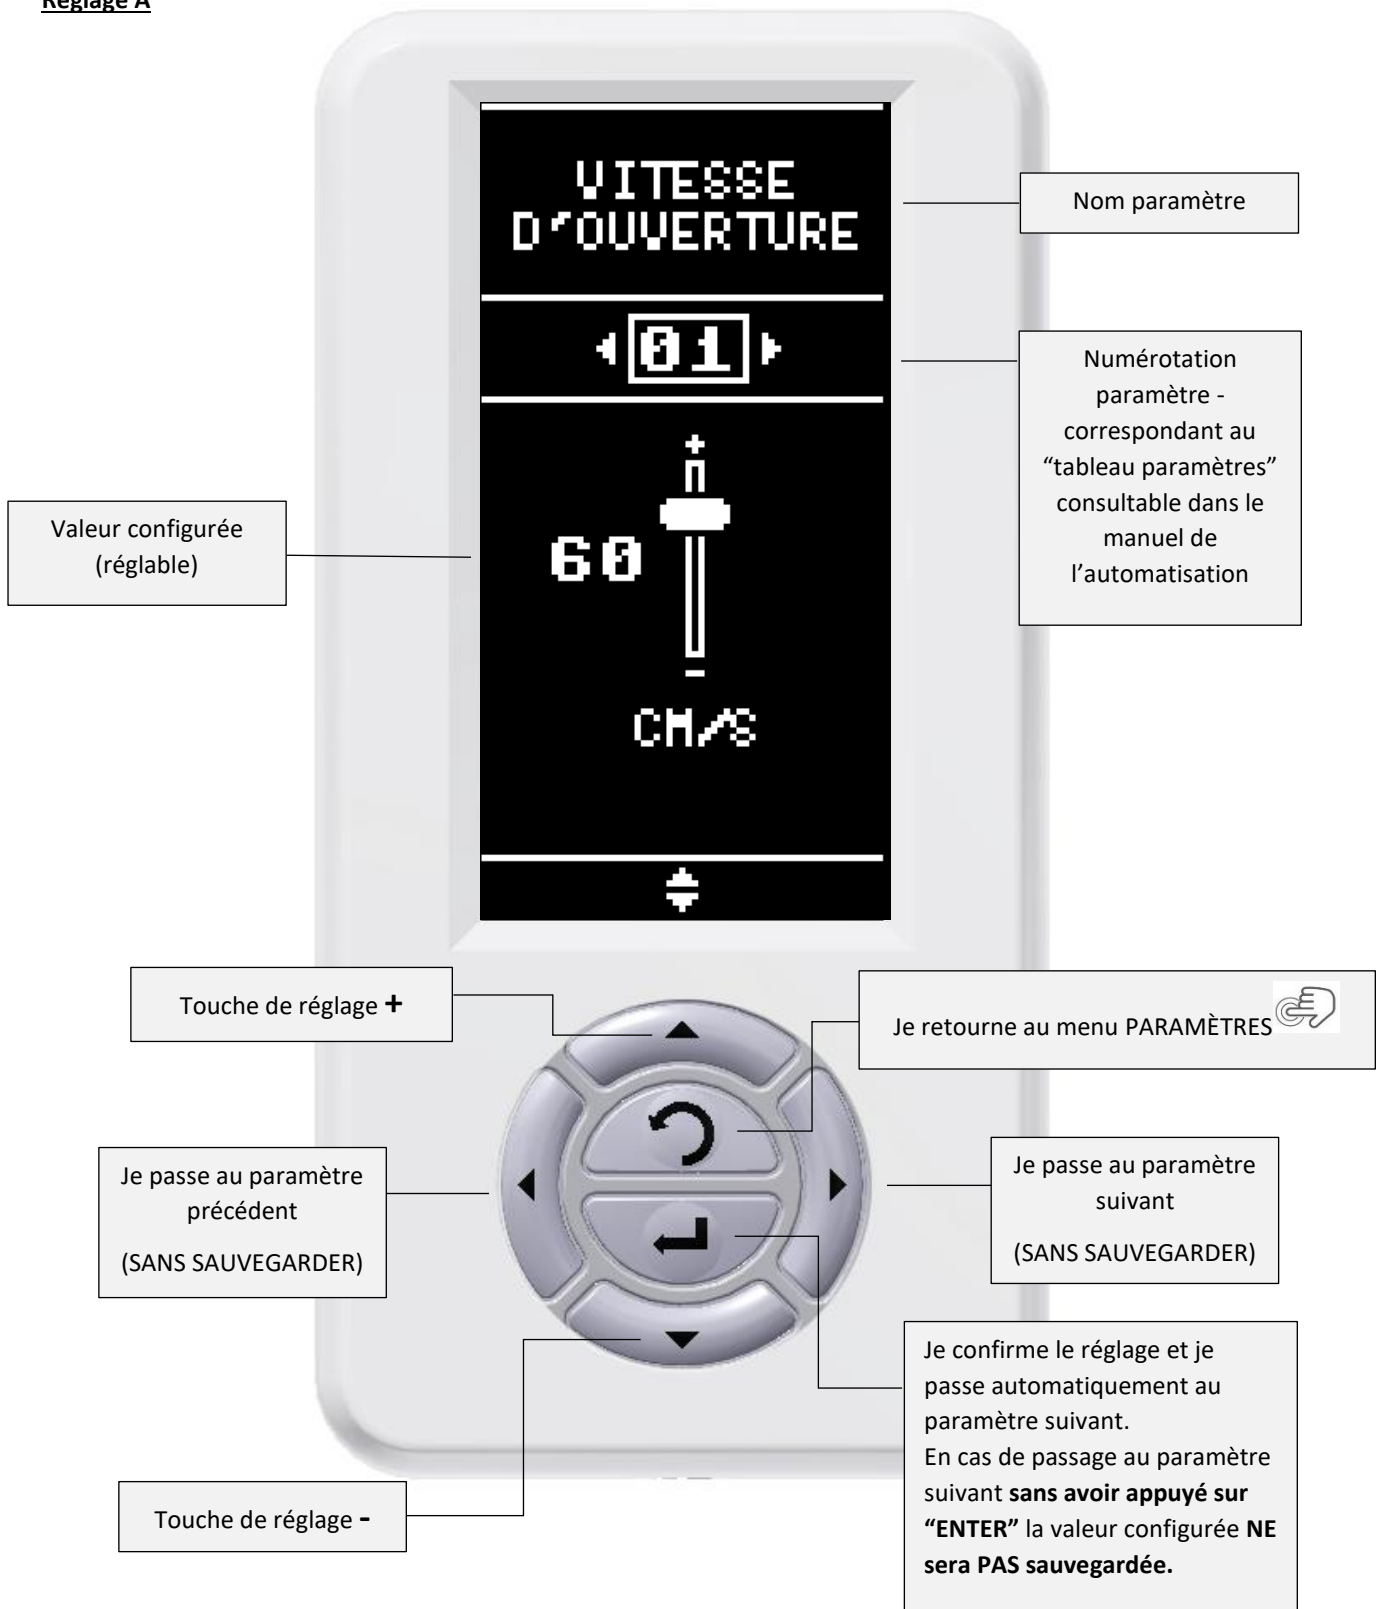 Réglage A
VITESSE
D'OUVERTURE
01
60
+
-
CM/S
Nom paramètre
Numérotation
paramètre -
correspondant au
“tableau paramètres”
consultable dans le
manuel de
l’automatisation
Valeur configurée
(réglable)
Touche de réglage +
Je retourne au menu PARAMÈTRES
Je passe au paramètre
précédent
(SANS SAUVEGARDER)
Je passe au paramètre
suivant
(SANS SAUVEGARDER)
Je confirme le réglage et je
passe automatiquement au
paramètre suivant.
En cas de passage au paramètre
suivant sans avoir appuyé sur
“ENTER” la valeur configurée NE
sera PAS sauvegardée.
Touche de réglage -